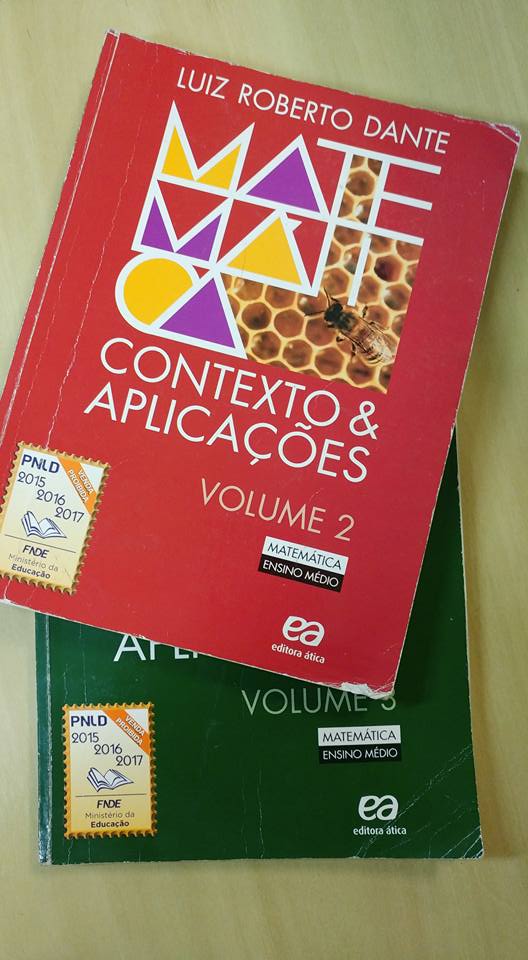 LUIZ ROBERTO DANTE
MATE
MÁTI
CA
CONTEXTO &
APLICAÇÕES
VOLUME 2
MATEMÁTICA
ENSINO MÉDIO
PNLD
VENDA
PROIBIDA
2015
2016
2017
FNDE
Ministério da
Educação
ea
editora ática
VOLUME 3
MATEMÁTICA
ENSINO MÉDIO
PNLD
VENDA
PROIBIDA
2015
2016
2017
FNDE
Ministério da
Educação
ea
editora ática